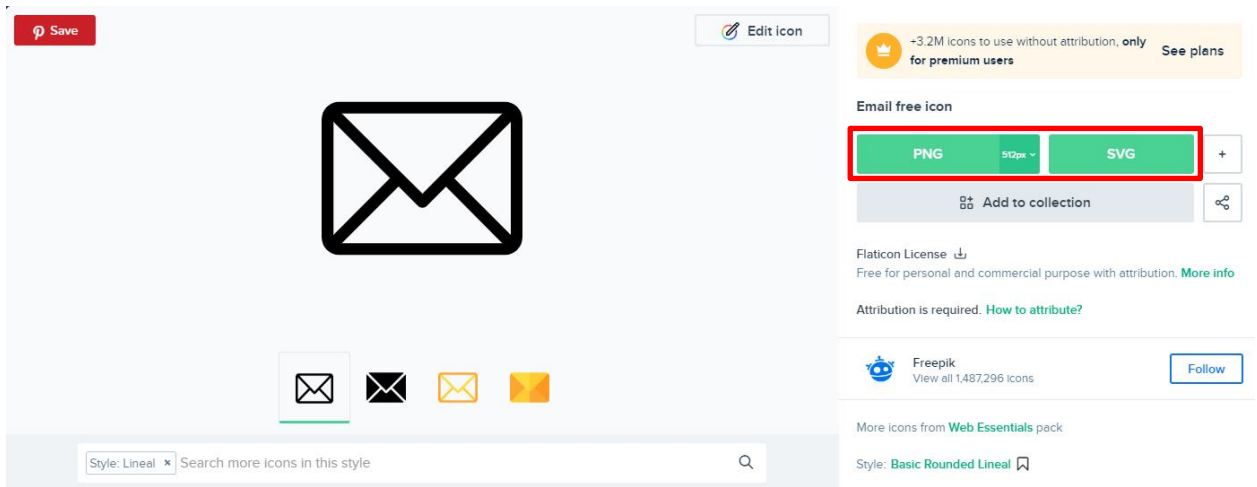 Save
Edit icon
+3.2M icons to use without attribution, only
for premium users
See plans
Email free icon
PNG
512px
SVG
+
Add to collection
Flaticon License
Free for personal and commercial purpose with attribution. More info
Attribution is required. How to attribute?
Freepik
View all 1,487,296 icons
Follow
More icons from Web Essentials pack
Style: Basic Rounded Lineal
Style: Lineal × Search more icons in this style